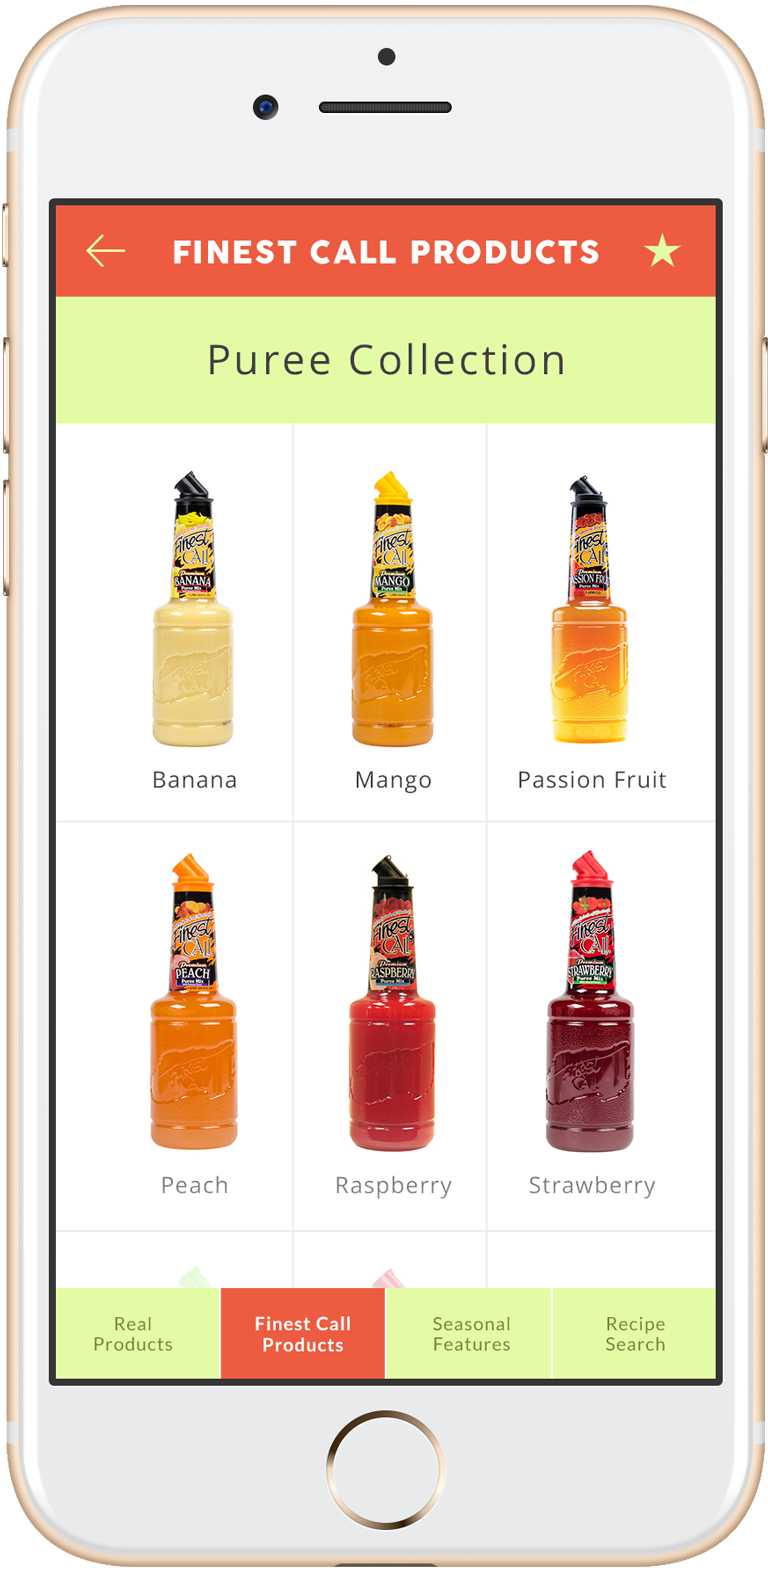 FINEST CALL PRODUCTS
Puree Collection
Finest
CALL
Premium
BANANA
Puree Mix
Finest
CALL
Premium
MANGO
Puree Mix
Finest
CALL
Premium
PASSION FRUIT
Banana
Mango
Passion Fruit
Finest
CALL
Premium
PEACH
Puree Mix
Finest
CALL
Premium
RASPBERRY
Puree Mix
Finest
CALL
Premium
STRAWBERRY
Puree Mix
Peach
Raspberry
Strawberry
Real
Products
Finest Call
Products
Seasonal
Features
Recipe
Search